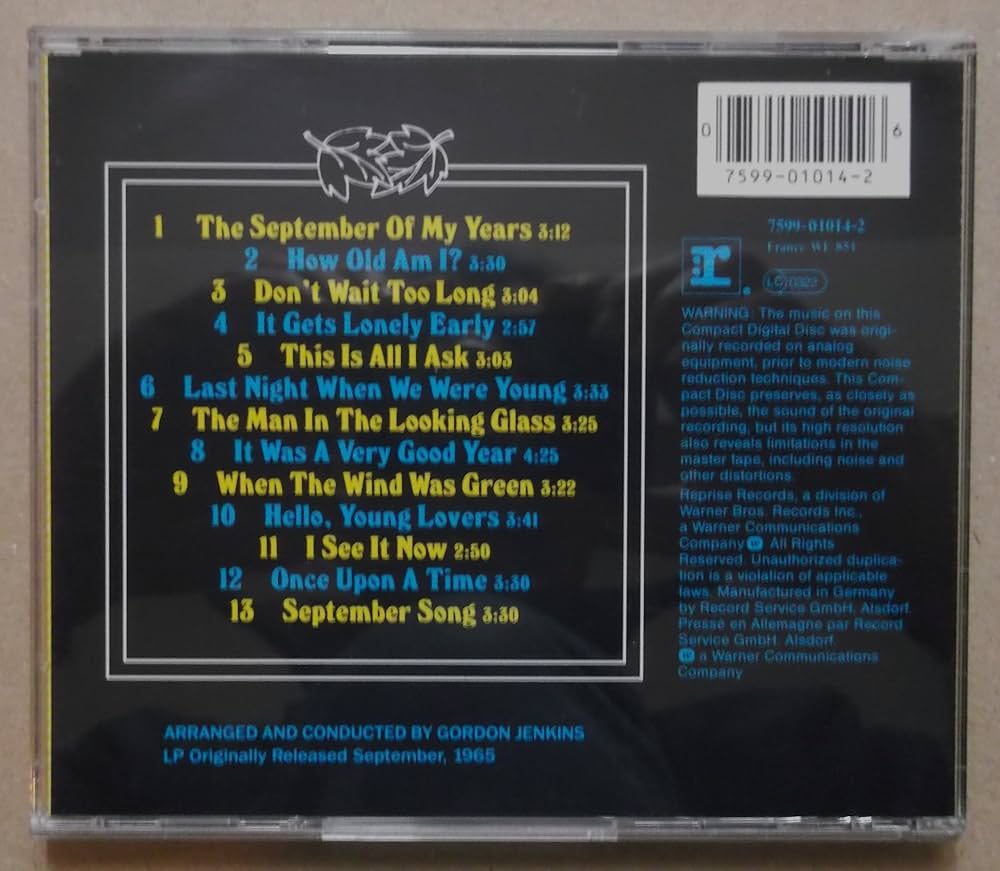 1 The September Of My Years 3:12
2 How Old Am I? 3:30
3 Don't Wait Too Long 3:04
4 It Gets Lonely Early 2:57
5 This Is All I Ask 3:03
6 Last Night When We Were Young 3:33
7 The Man In The Looking Glass 3:25
8 It Was A Very Good Year 4:25
9 When The Wind Was Green 3:22
10 Hello, Young Lovers 3:41
11 I See It Now 2:50
12 Once Upon A Time 3:30
13 September Song 3:30
ARRANGED AND CONDUCTED BY GORDON JENKINS
LP Originally Released September, 1965
0 6
7599-01014-2
7599-01014-2
France WE 851
r
LC 0322
WARNING: The music on this
Compact Digital Disc was origi-
nally recorded on analog
equipment, prior to modern noise
reduction techniques. This Com-
pact Disc preserves, as closely as
possible, the sound of the original
recording, but its high resolution
also reveals limitations in the
master tape, including noise and
other distortions.
Reprise Records, a division of
Warner Bros. Records Inc.,
a Warner Communications
Company All Rights
Reserved. Unauthorized duplica-
tion is a violation of applicable
laws. Manufactured in Germany
by Record Service GmbH, Alsdorf.
Pressé en Allemagne par Record
Service GmbH, Alsdorf.
a Warner Communications
Company